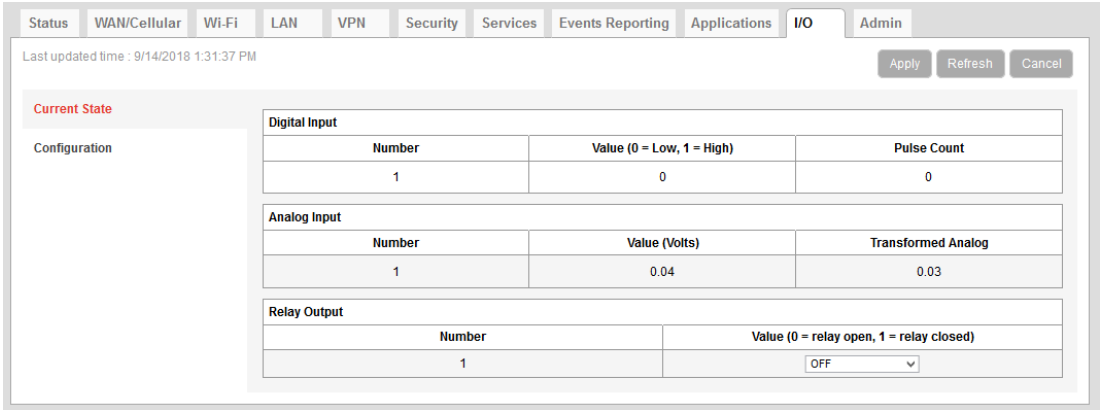 Status WAN/Cellular Wi-Fi LAN VPN Security Services Events Reporting Applications I/O Admin
Last updated time : 9/14/2018 1:31:37 PM
Apply Refresh Cancel
Current State
Configuration
Digital Input
Number Value (0 = Low, 1 = High) Pulse Count
1 0 0
Analog Input
Number Value (Volts) Transformed Analog
1 0.04 0.03
Relay Output
Number Value (0 = relay open, 1 = relay closed)
1 OFF